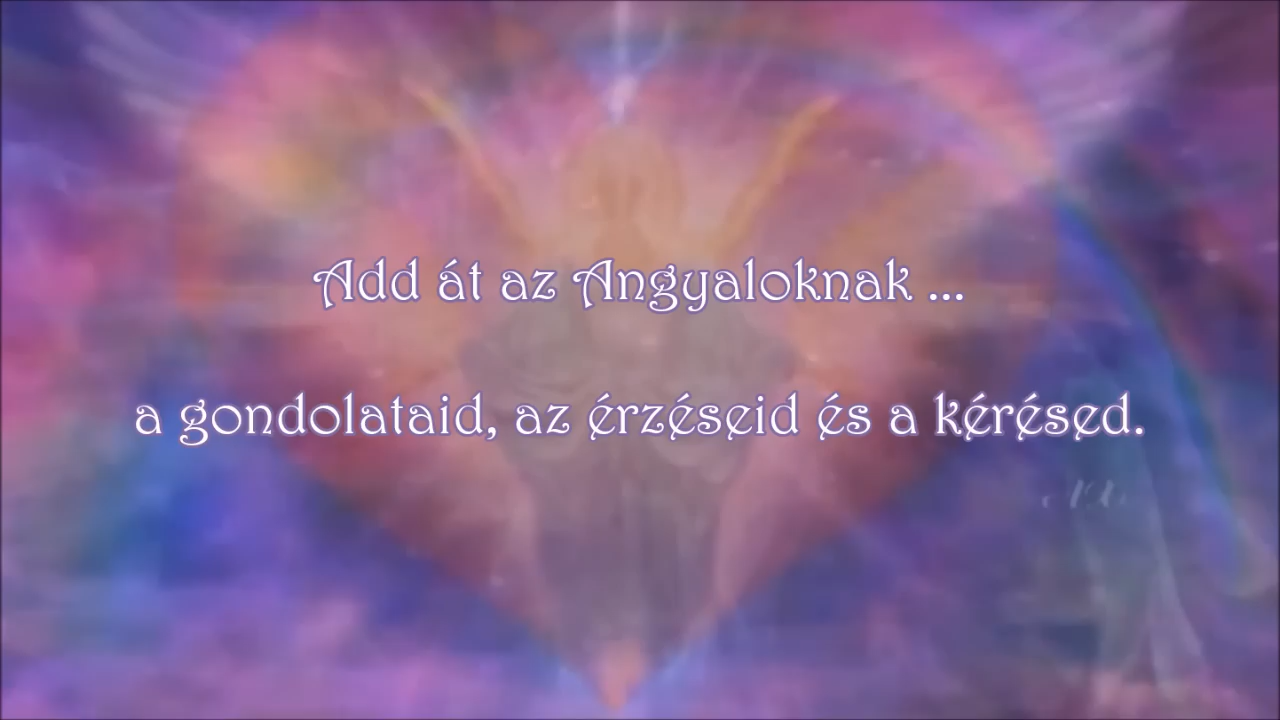 Add át az Angyaloknak ...
a gondolataid, az érzéseid és a kérésed.